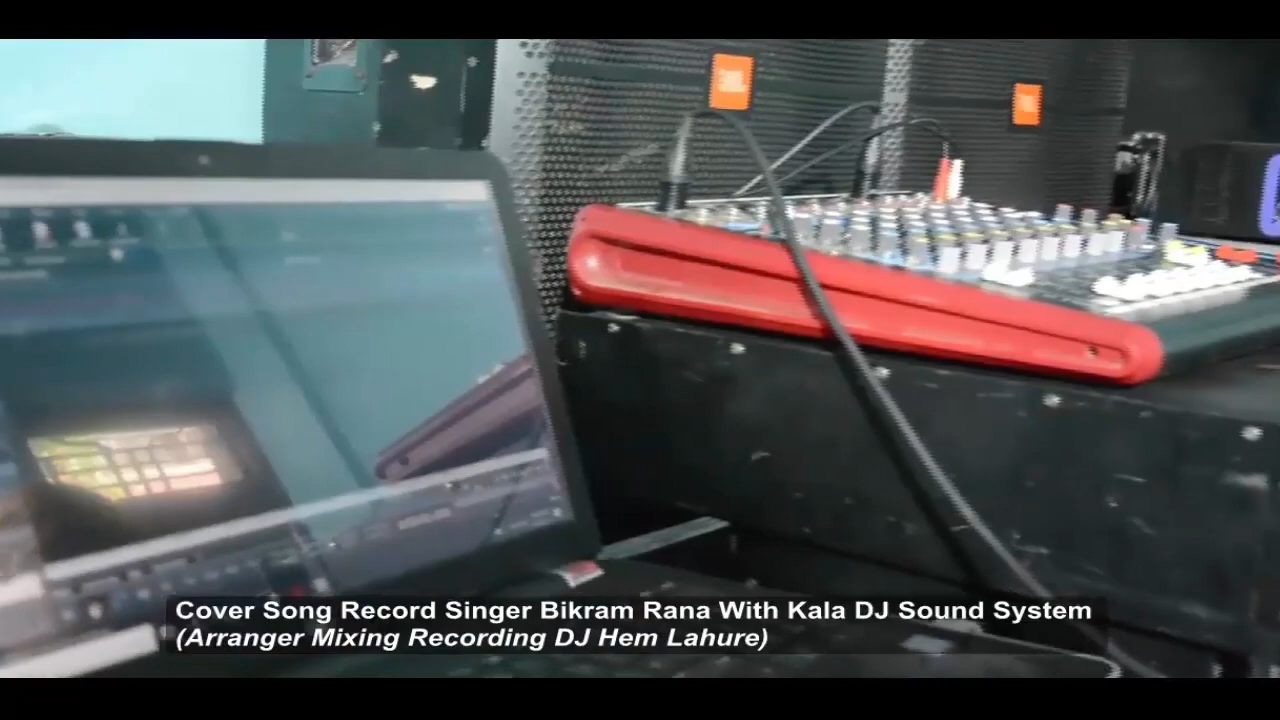 Cover Song Record Singer Bikram Rana With Kala DJ Sound System
(Arranger Mixing Recording DJ Hem Lahure)